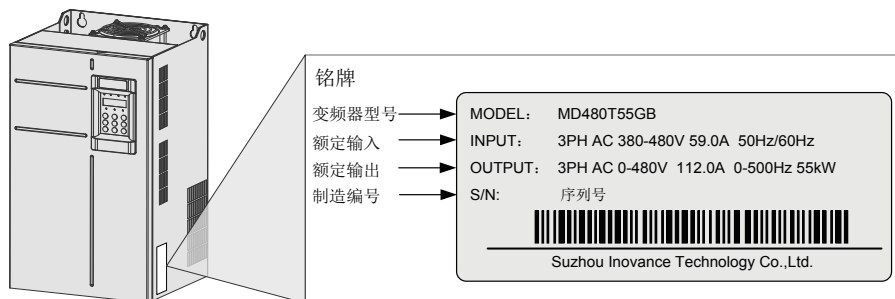 铭牌
变频器型号 MODEL: MD480T55GB
额定输入 INPUT: 3PH AC 380-480V 59.0A 50Hz/60Hz
额定输出 OUTPUT: 3PH AC 0-480V 112.0A 0-500Hz 55kW
制造编号 S/N: 序列号
Suzhou Inovance Technology Co.,Ltd.